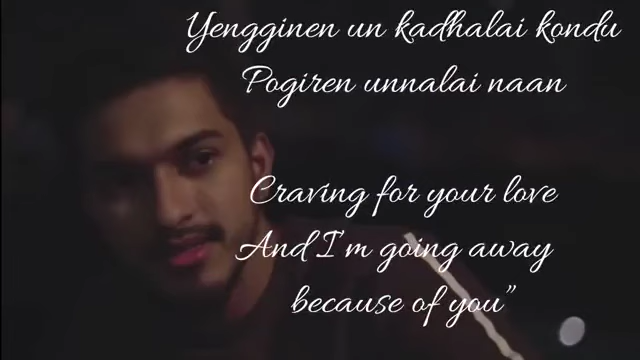 Yengginen un kadhalai kondu
Pogiren unnalai naan
Craving for your love
And I'm going away
because of you"